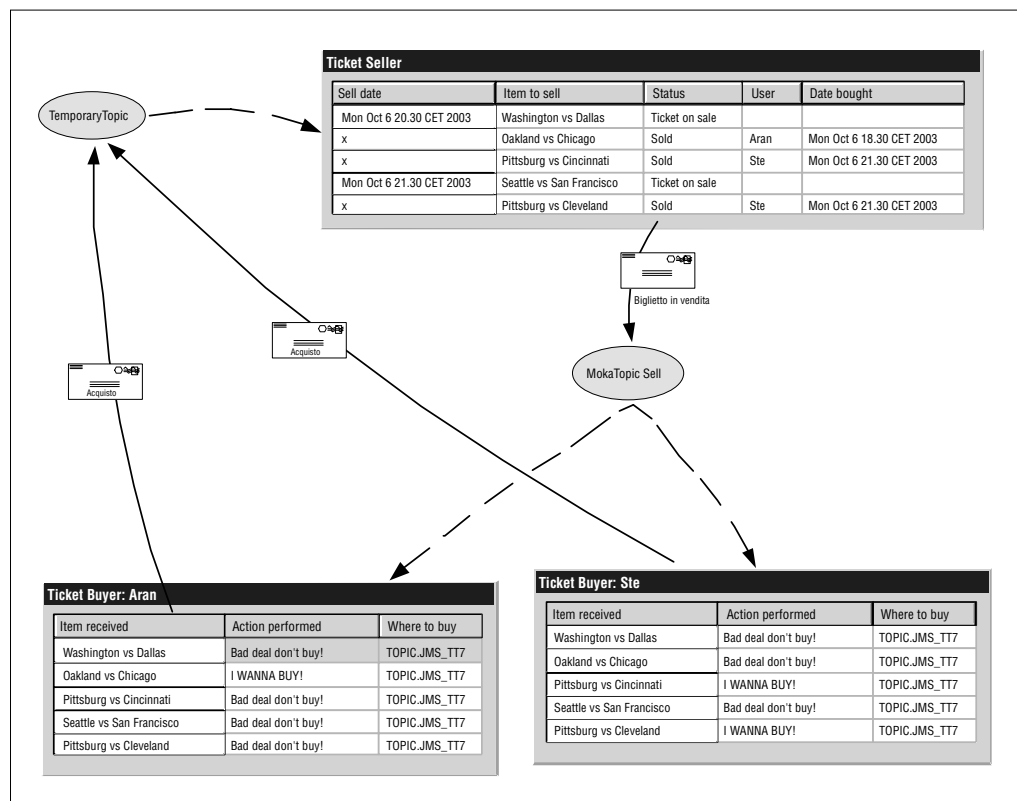 Ticket Seller
Sell date Item to sell Status User Date bought
Mon Oct 6 20.30 CET 2003 Washington vs Dallas Ticket on sale
x Oakland vs Chicago Sold Aran Mon Oct 6 18.30 CET 2003
x Pittsburg vs Cincinnati Sold Ste Mon Oct 6 21.30 CET 2003
Mon Oct 6 21.30 CET 2003 Seattle vs San Francisco Ticket on sale
x Pittsburg vs Cleveland Sold Ste Mon Oct 6 21.30 CET 2003
TemporaryTopic
Biglietto in vendita
Acquisto
MokaTopic Sell
Acquisto
Ticket Buyer: Aran
Item received Action performed Where to buy
Washington vs Dallas Bad deal don't buy! TOPIC.JMS_TT7
Oakland vs Chicago I WANNA BUY! TOPIC.JMS_TT7
Pittsburg vs Cincinnati Bad deal don't buy! TOPIC.JMS_TT7
Seattle vs San Francisco Bad deal don't buy! TOPIC.JMS_TT7
Pittsburg vs Cleveland Bad deal don't buy! TOPIC.JMS_TT7
Ticket Buyer: Ste
Item received Action performed Where to buy
Washington vs Dallas Bad deal don't buy! TOPIC.JMS_TT7
Oakland vs Chicago Bad deal don't buy! TOPIC.JMS_TT7
Pittsburg vs Cincinnati I WANNA BUY! TOPIC.JMS_TT7
Seattle vs San Francisco Bad deal don't buy! TOPIC.JMS_TT7
Pittsburg vs Cleveland I WANNA BUY! TOPIC.JMS_TT7